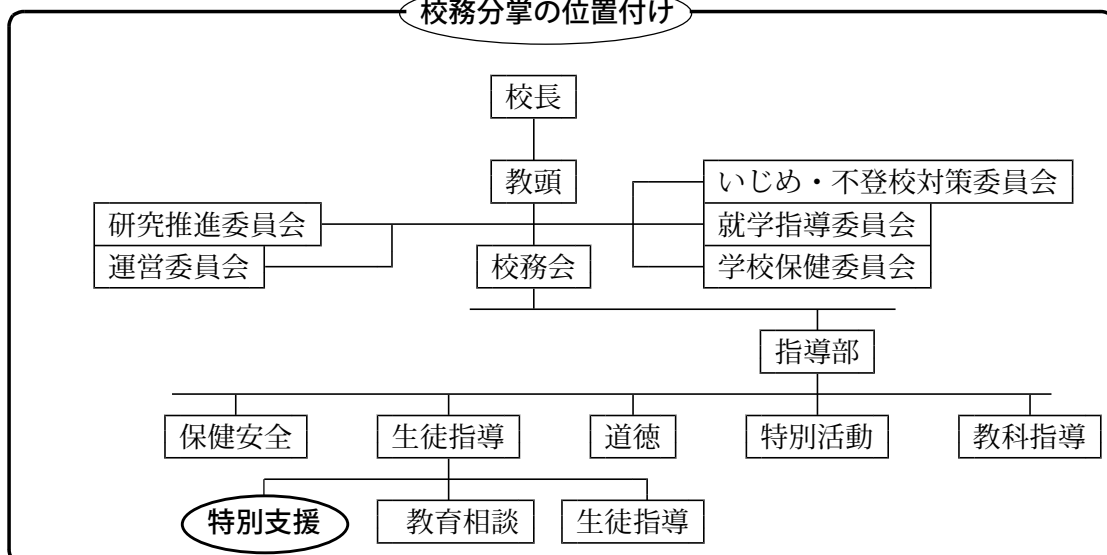 校務分掌の位置付け
校長
教頭
いじめ・不登校対策委員会
研究推進委員会
就学指導委員会
運営委員会
校務会
学校保健委員会
指導部
保健安全
生徒指導
道徳
特別活動
教科指導
特別支援
教育相談
生徒指導